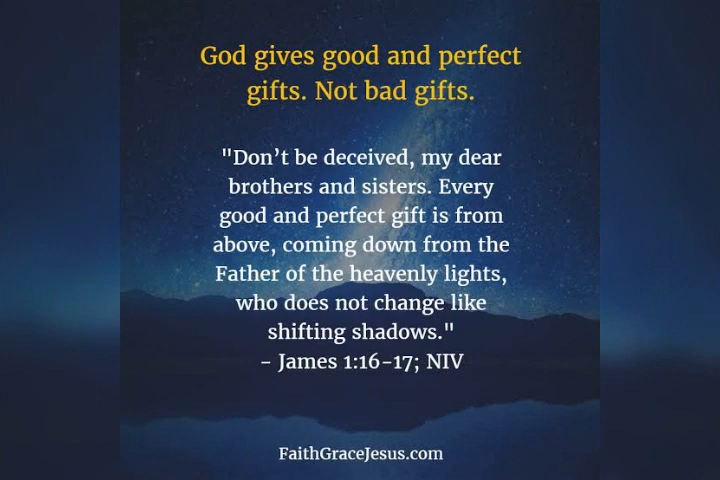 God gives good and perfect
gifts. Not bad gifts.
"Don’t be deceived, my dear
brothers and sisters. Every
good and perfect gift is from
above, coming down from the
Father of the heavenly lights,
who does not change like
shifting shadows."
- James 1:16-17; NIV
FaithGraceJesus.com